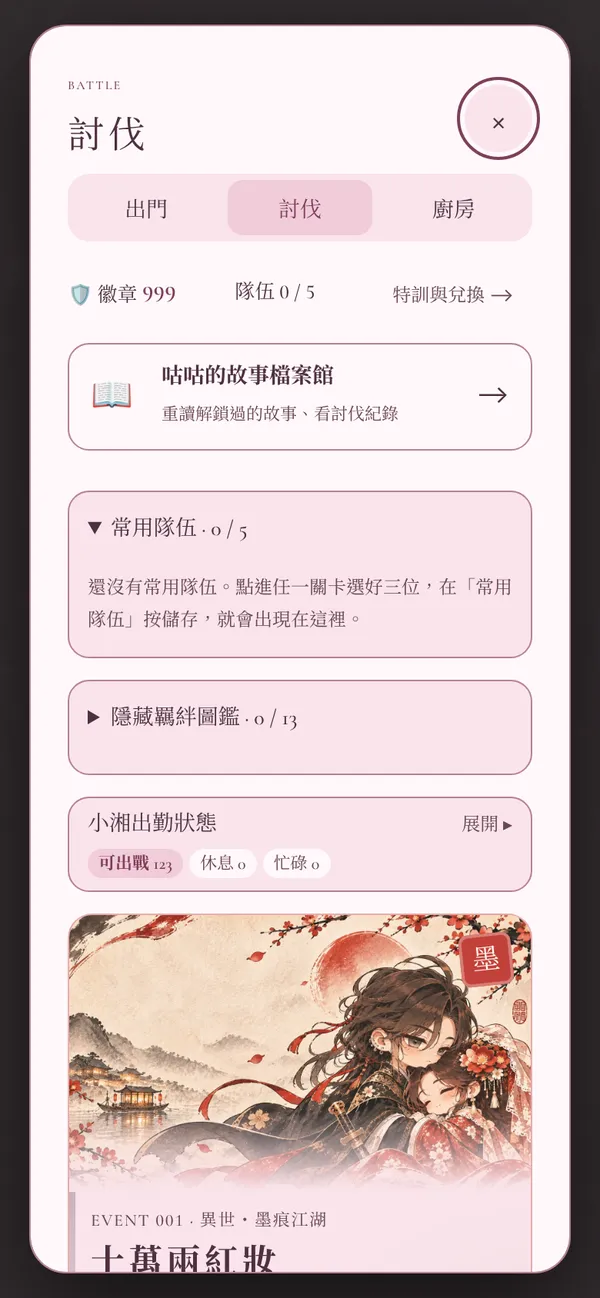 BATTLE
討伐
×
出門 討伐 廚房
徽章 999 隊伍 0 / 5 特訓與兌換 →
咕咕的故事檔案館
重讀解鎖過的故事、看討伐紀錄 →
▼ 常用隊伍 · 0 / 5
還沒有常用隊伍。點進任一關卡選好三位，在「常用
隊伍」按儲存，就會出現在這裡。
▶ 隱藏羈絆圖鑑 · 0 / 13
小湘出勤狀態 展開 ▸
可出戰 123 休息 0 忙碌 0
墨
EVENT 001 · 異世・墨痕江湖
十萬兩紅妝